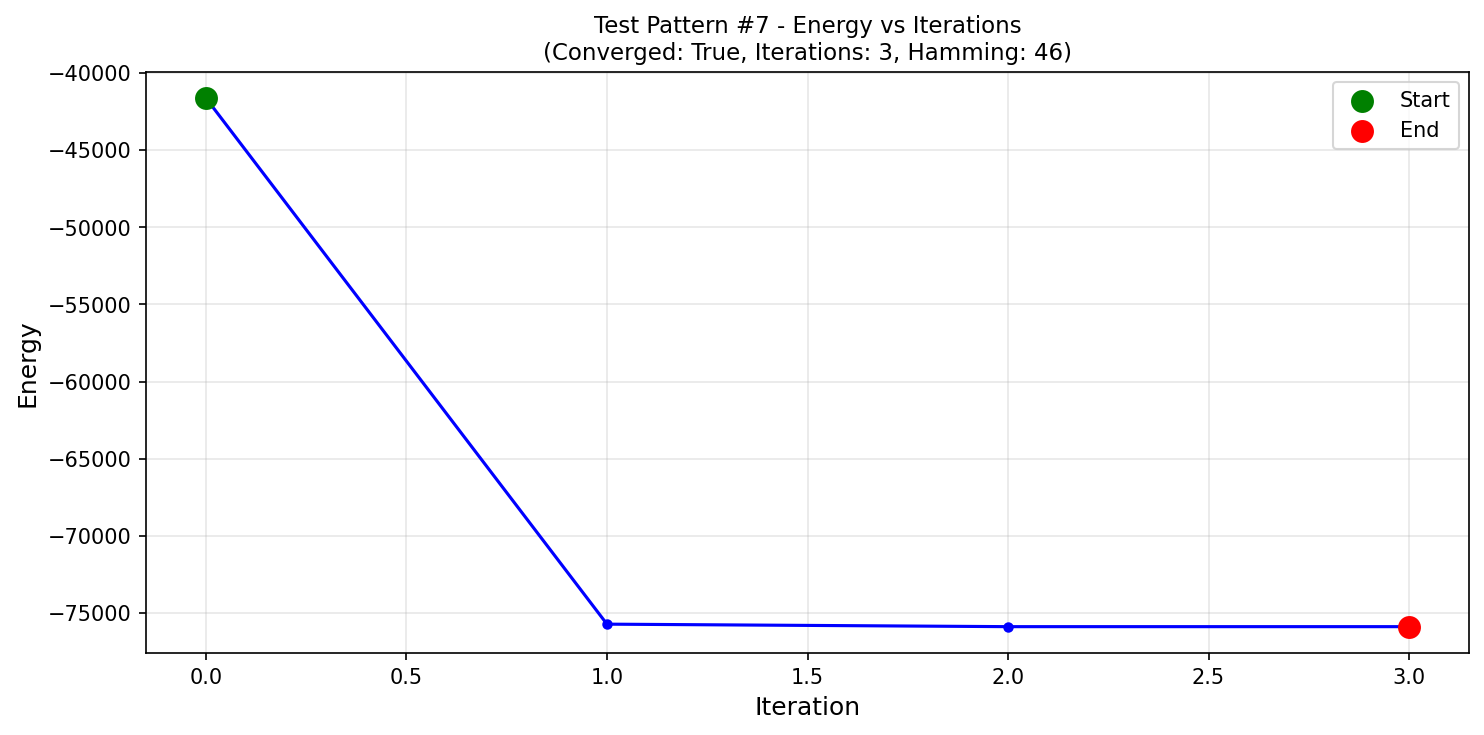 Test Pattern #7 - Energy vs Iterations
(Converged: True, Iterations: 3, Hamming: 46)
−40000
−45000
−50000
−55000
−60000
−65000
−70000
−75000
Energy
Start
End
0.0 0.5 1.0 1.5 2.0 2.5 3.0
Iteration